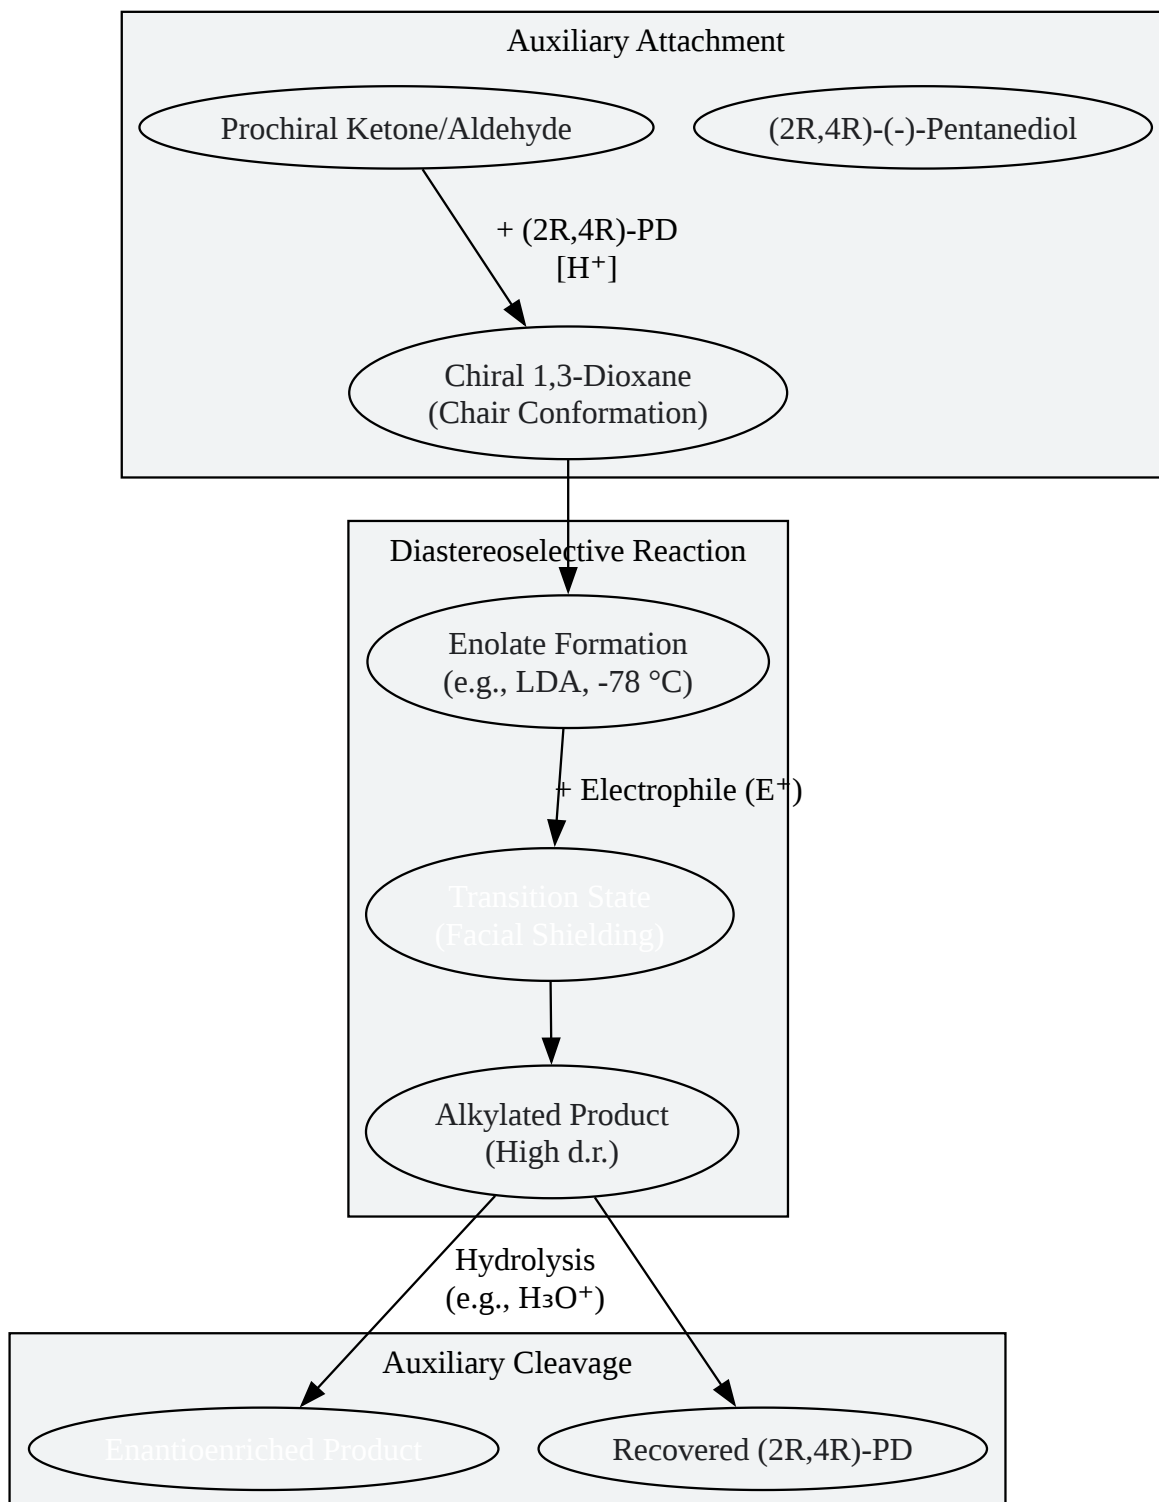 Auxiliary Attachment
Prochiral Ketone/Aldehyde
(2R,4R)-(-)-Pentanediol
+ (2R,4R)-PD
[H⁺]
Chiral 1,3-Dioxane
(Chair Conformation)
Diastereoselective Reaction
Enolate Formation
(e.g., LDA, -78 °C)
+ Electrophile (E⁺)
Transition State
(Facial Shielding)
Alkylated Product
(High d.r.)
Hydrolysis
(e.g., H₃O⁺)
Auxiliary Cleavage
Enantioenriched Product
Recovered (2R,4R)-PD